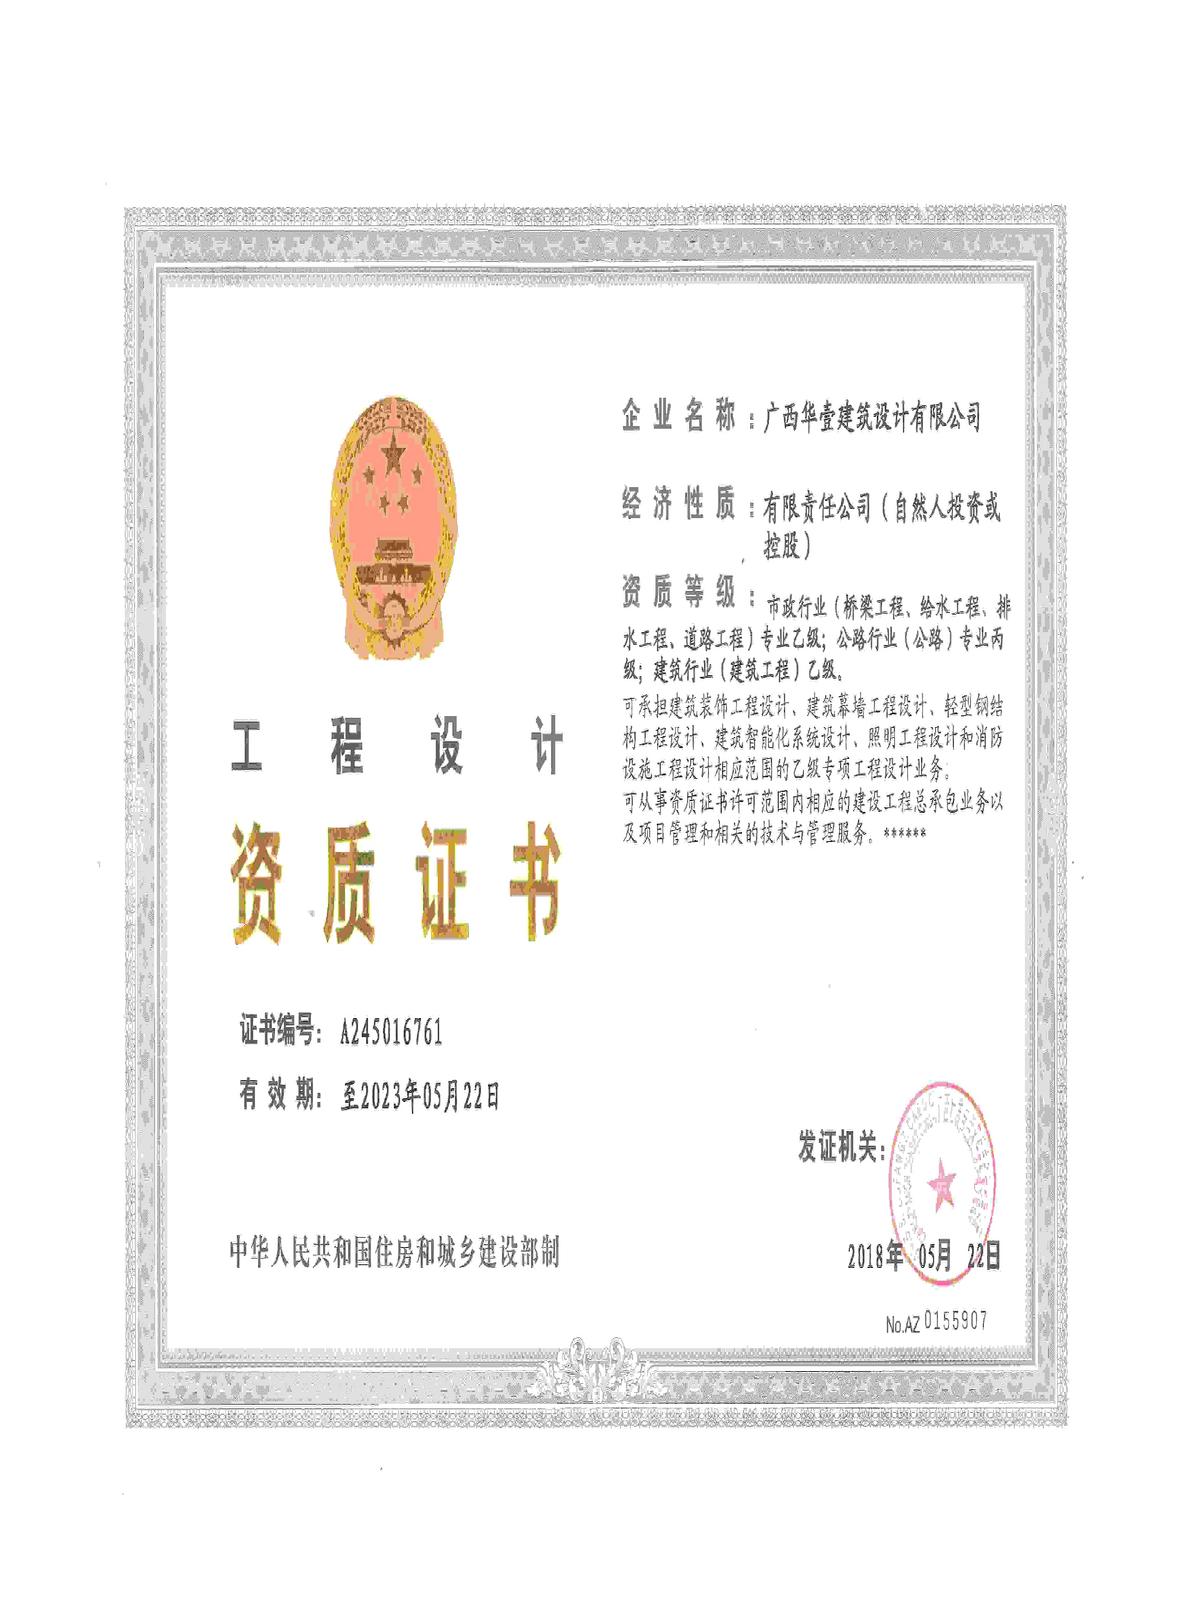 工程设计
资质证书
证书编号：A245016761
有效期：至2023年05月22日
中华人民共和国住房和城乡建设部制
企业名称：广西华壹建筑设计有限公司
经济性质：有限责任公司（自然人投资或
控股）
资质等级：市政行业（桥梁工程、给水工程、排
水工程、道路工程）专业乙级；公路行业（公路）专业丙
级；建筑行业（建筑工程）乙级。
可承担建筑装饰工程设计、建筑幕墙工程设计、轻型钢结
构工程设计、建筑智能化系统设计、照明工程设计和消防
设施工程设计相应范围的乙级专项工程设计业务。
可从事资质证书许可范围内相应的建设工程总承包业务以
及项目管理和相关的技术与管理服务。******
发证机关：
2018年 05月 22日
No.AZ 0155907